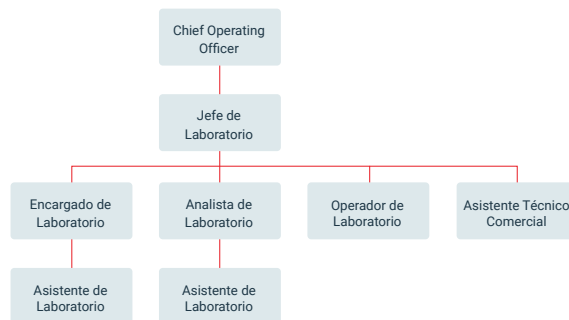 Chief Operating
Officer
Jefe de
Laboratorio
Encargado de
Laboratorio
Analista de
Laboratorio
Operador de
Laboratorio
Asistente Técnico
Comercial
Asistente de
Laboratorio
Asistente de
Laboratorio